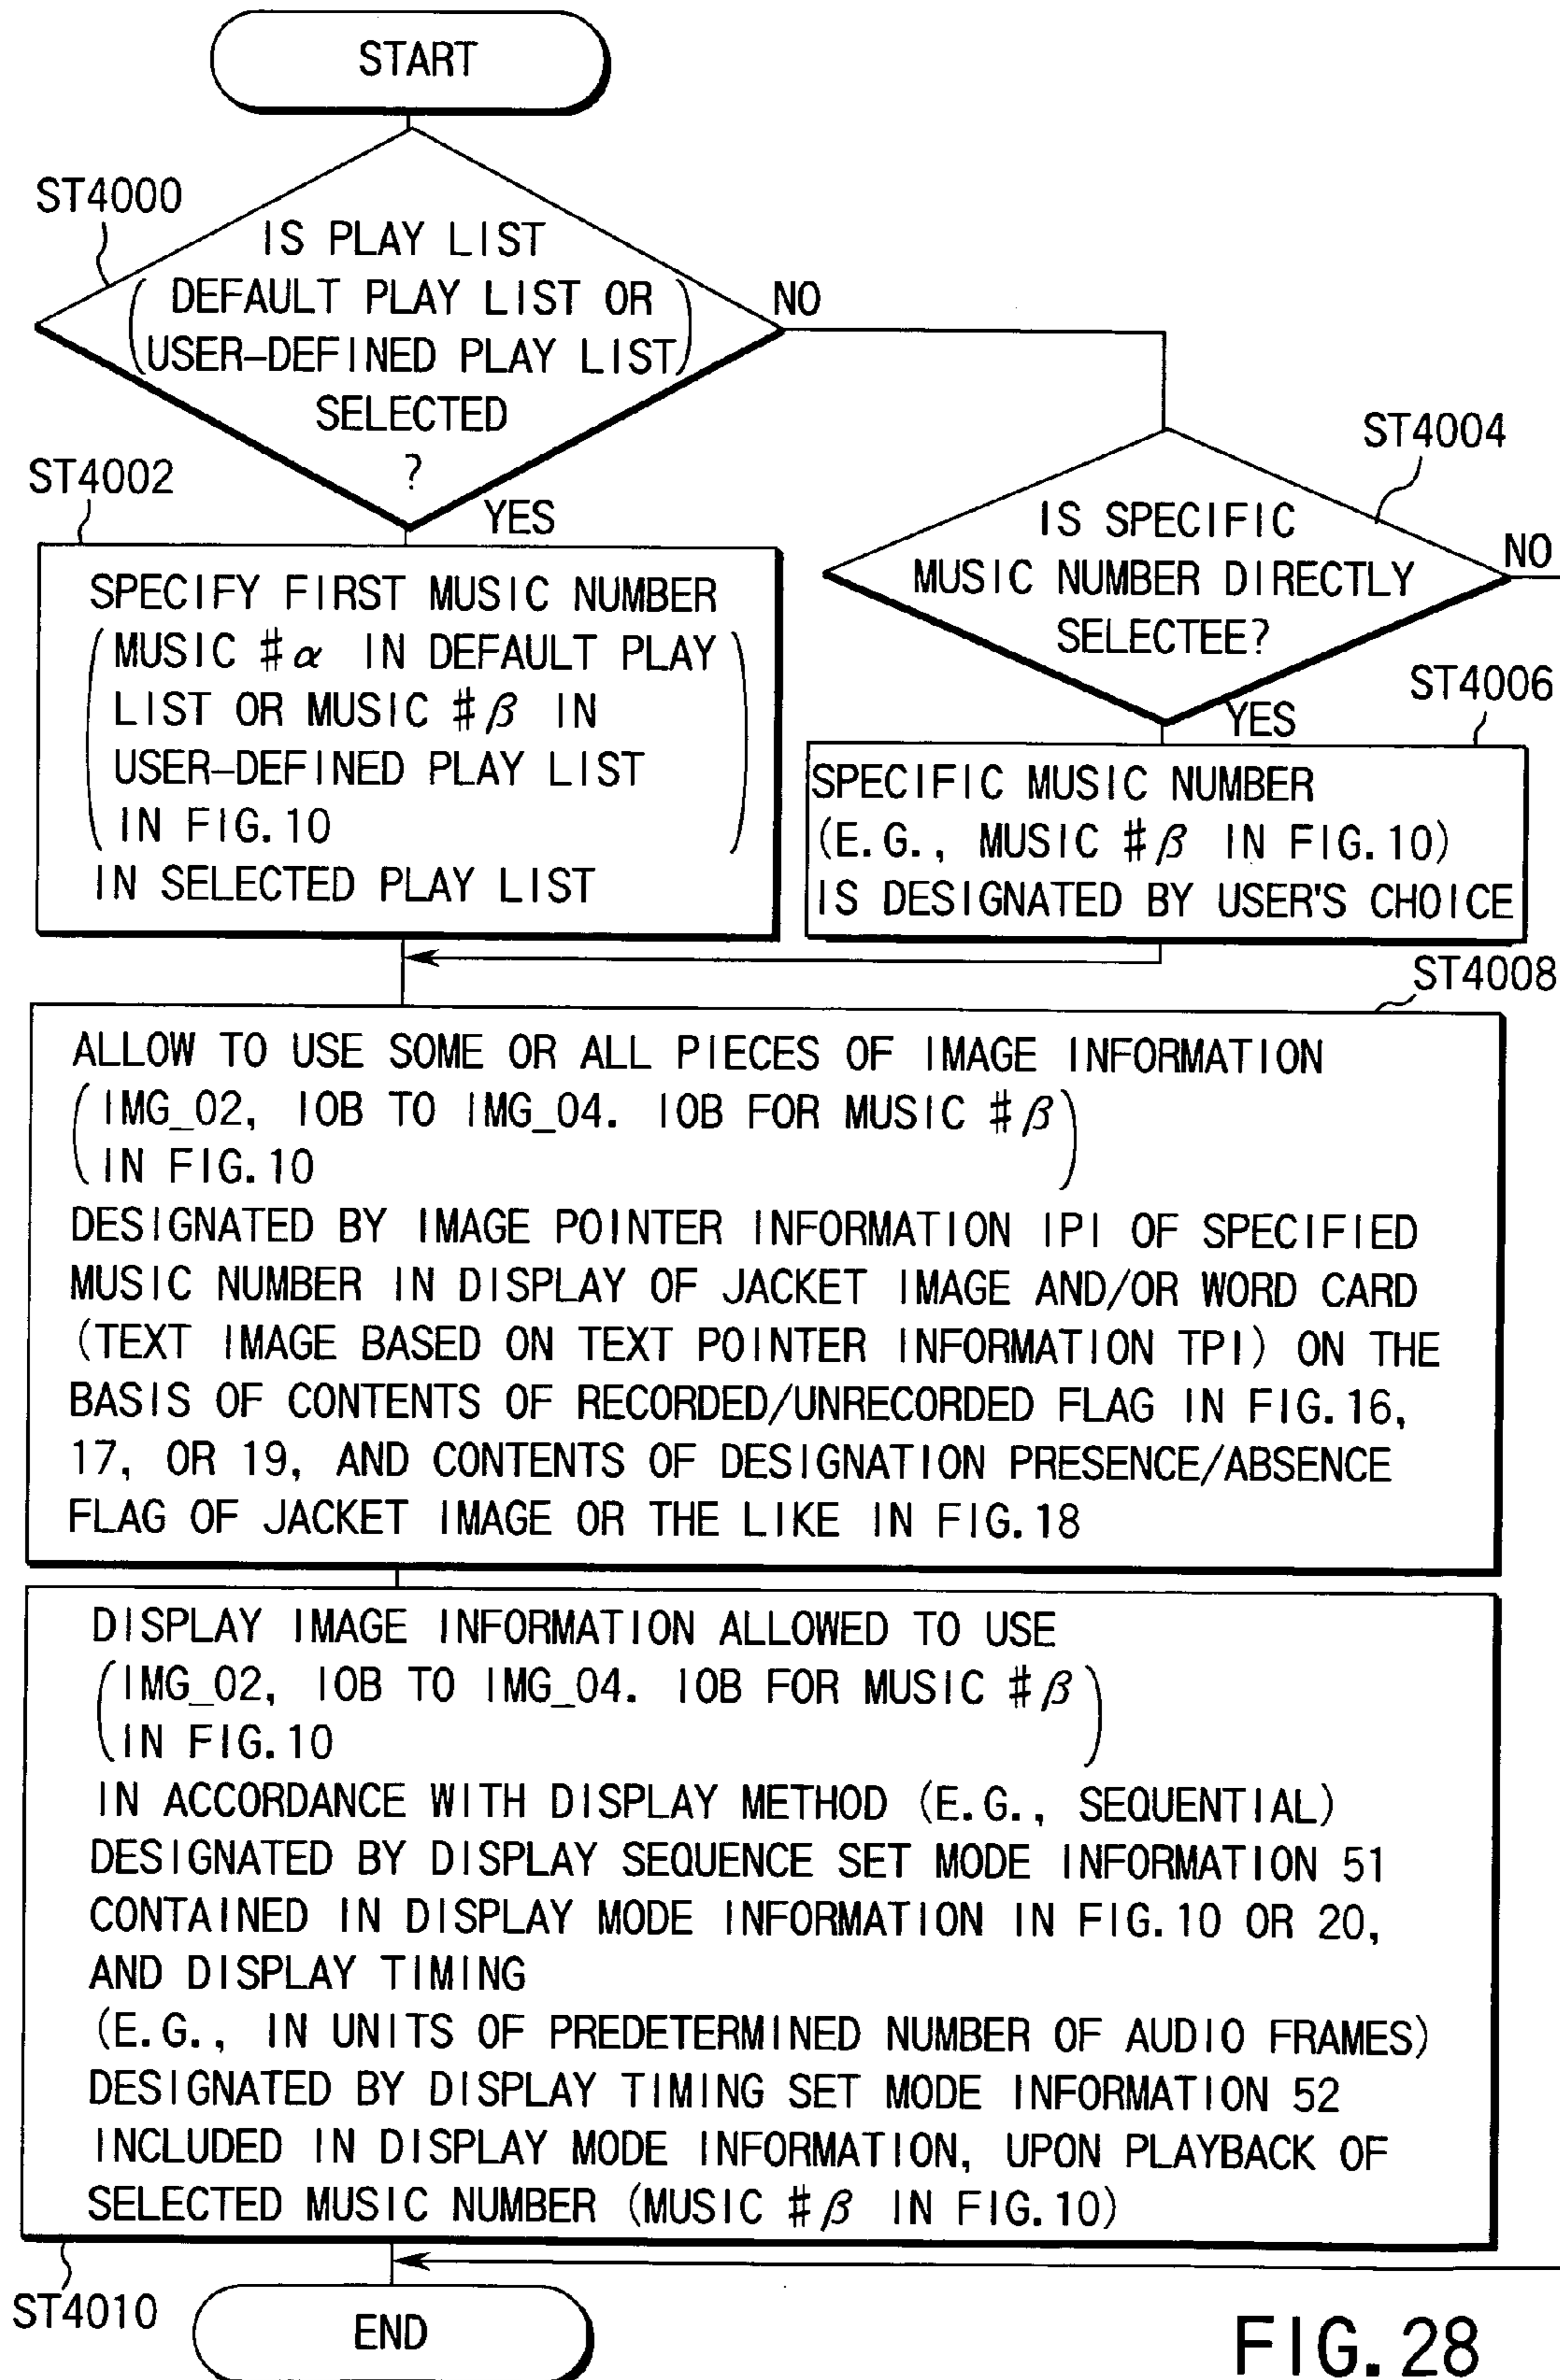 START
ST4000
IS PLAY LIST
(DEFAULT PLAY LIST OR
USER-DEFINED PLAY LIST)
SELECTED
?
NO
YES
ST4004
IS SPECIFIC
MUSIC NUMBER DIRECTLY
SELECTEE?
NO
YES
ST4002
SPECIFY FIRST MUSIC NUMBER
(MUSIC #α IN DEFAULT PLAY
LIST OR MUSIC #β IN
USER-DEFINED PLAY LIST
IN FIG.10)
IN SELECTED PLAY LIST
ST4006
SPECIFIC MUSIC NUMBER
(E.G., MUSIC #β IN FIG.10)
IS DESIGNATED BY USER'S CHOICE
ST4008
ALLOW TO USE SOME OR ALL PIECES OF IMAGE INFORMATION
(IMG_02, IOB TO IMG_04. IOB FOR MUSIC #β
IN FIG.10)
DESIGNATED BY IMAGE POINTER INFORMATION IPI OF SPECIFIED
MUSIC NUMBER IN DISPLAY OF JACKET IMAGE AND/OR WORD CARD
(TEXT IMAGE BASED ON TEXT POINTER INFORMATION TPI) ON THE
BASIS OF CONTENTS OF RECORDED/UNRECORDED FLAG IN FIG.16,
17, OR 19, AND CONTENTS OF DESIGNATION PRESENCE/ABSENCE
FLAG OF JACKET IMAGE OR THE LIKE IN FIG.18
DISPLAY IMAGE INFORMATION ALLOWED TO USE
(IMG_02, IOB TO IMG_04. IOB FOR MUSIC #β
IN FIG.10)
IN ACCORDANCE WITH DISPLAY METHOD (E.G., SEQUENTIAL)
DESIGNATED BY DISPLAY SEQUENCE SET MODE INFORMATION 51
CONTAINED IN DISPLAY MODE INFORMATION IN FIG.10 OR 20,
AND DISPLAY TIMING
(E.G., IN UNITS OF PREDETERMINED NUMBER OF AUDIO FRAMES)
DESIGNATED BY DISPLAY TIMING SET MODE INFORMATION 52
INCLUDED IN DISPLAY MODE INFORMATION, UPON PLAYBACK OF
SELECTED MUSIC NUMBER (MUSIC #β IN FIG.10)
ST4010
END
FIG.28